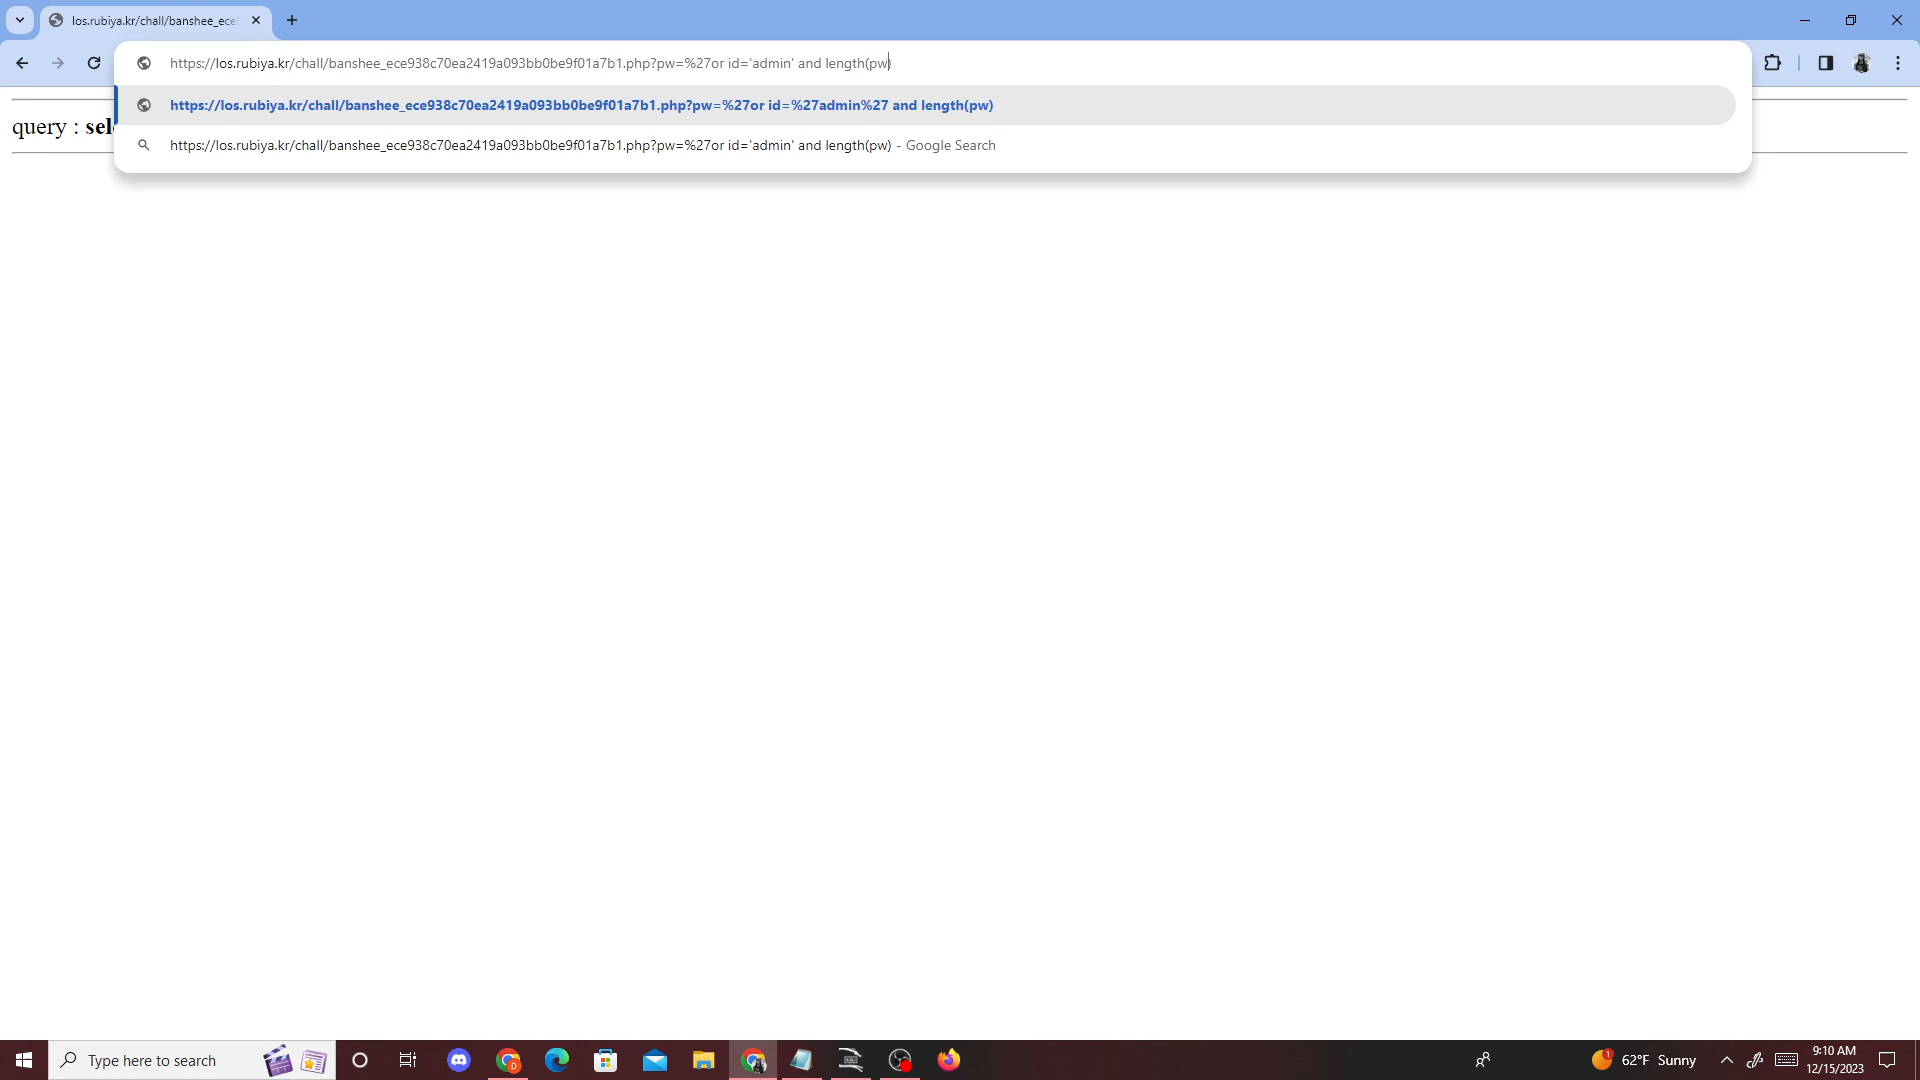 los.rubiya.kr/chall/banshee_ece
https://los.rubiya.kr/chall/banshee_ece938c70ea2419a093bb0be9f01a7b1.php?pw=%27or id='admin' and length(pw)
https://los.rubiya.kr/chall/banshee_ece938c70ea2419a093bb0be9f01a7b1.php?pw=%27or id=%27admin%27 and length(pw)
query : sel
https://los.rubiya.kr/chall/banshee_ece938c70ea2419a093bb0be9f01a7b1.php?pw=%27or id='admin' and length(pw) - Google Search
Type here to search
D
KALI
1
62°F Sunny
9:10 AM
12/15/2023